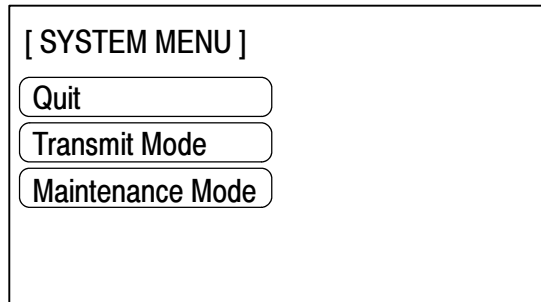 [ SYSTEM MENU ]
Quit
Transmit Mode
Maintenance Mode